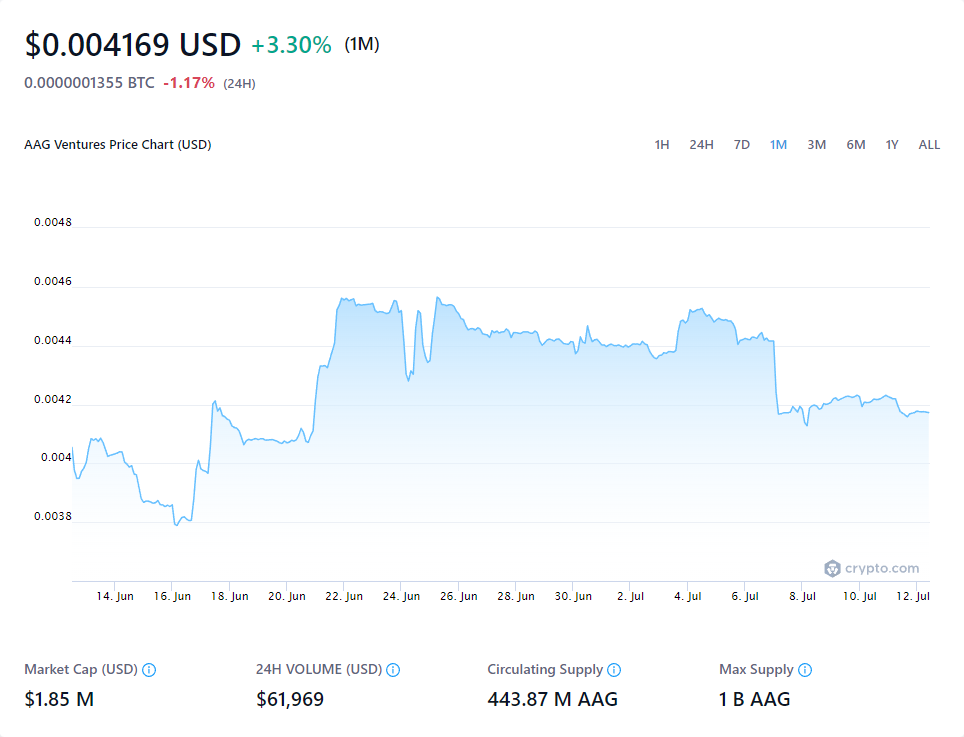 $0.004169 USD +3.30% (1M)
0.0000001355 BTC -1.17% (24H)
AAG Ventures Price Chart (USD) 1H 24H 7D 1M 3M 6M 1Y ALL
0.0048
0.0046
0.0044
0.0042
0.004
0.0038
crypto.com
14. Jun 16. Jun 18. Jun 20. Jun 22. Jun 24. Jun 26. Jun 28. Jun 30. Jun 2. Jul 4. Jul 6. Jul 8. Jul 10. Jul 12. Jul
Market Cap (USD) 24H VOLUME (USD) Circulating Supply Max Supply
$1.85 M $61,969 443.87 M AAG 1 B AAG